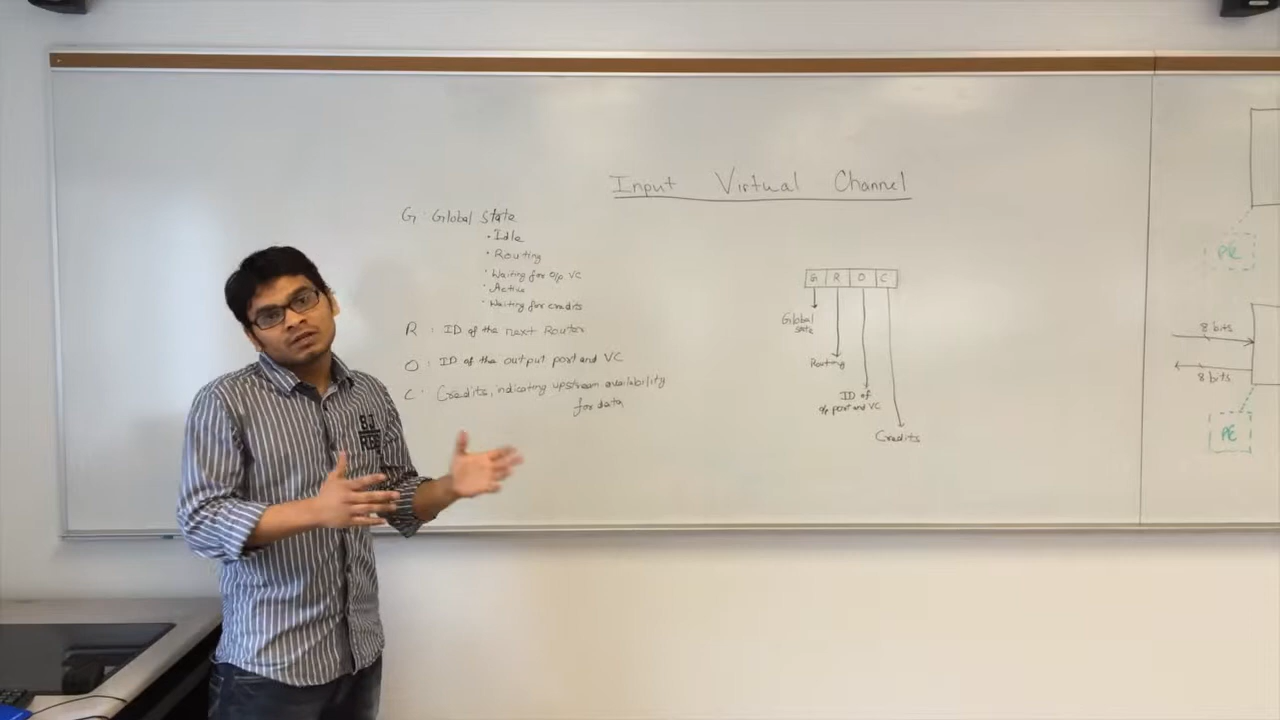 Input Virtual Channel
G : Global State
• Idle
• Routing
• Waiting for O/p VC
• Active
• Waiting for credits
R : ID of the next Router
O : ID of the output port and VC
C : Credits, indicating upstream availability
for data
G R O C
Global
state
Routing
ID of
o/p port and VC
Credits
PE
8 bits
8 bits
PE